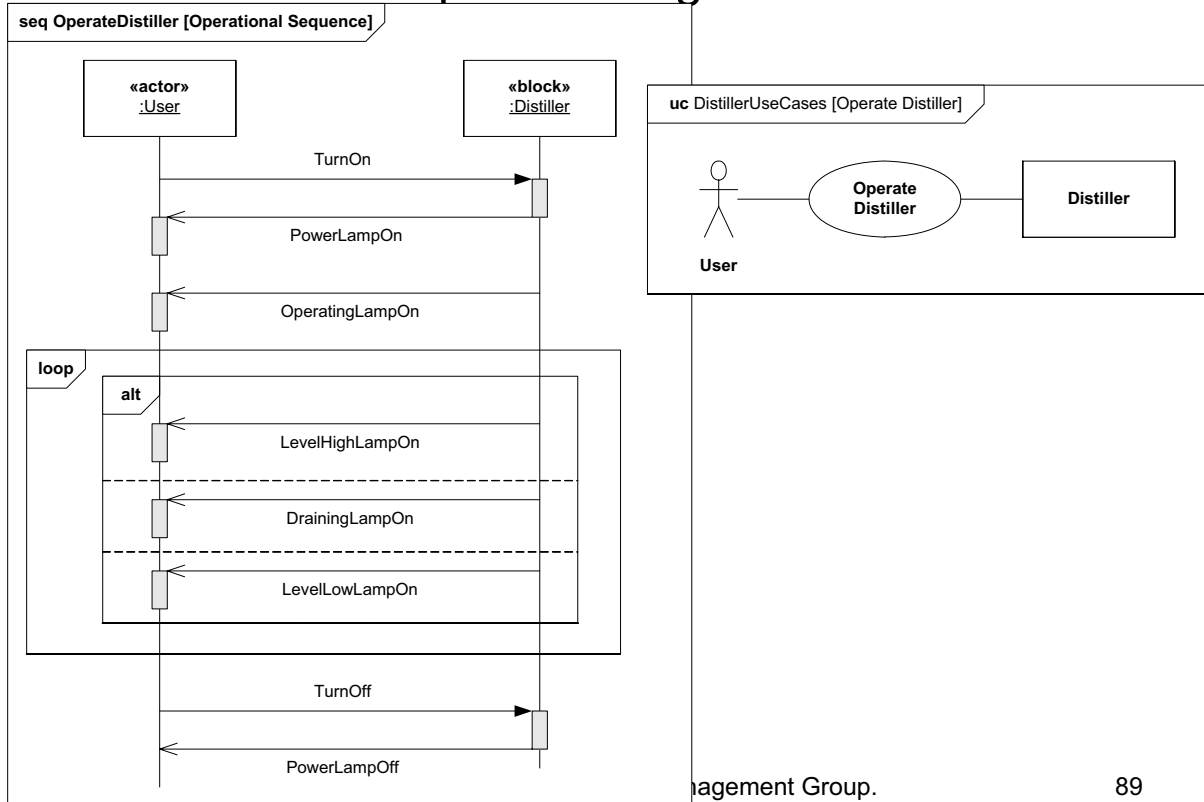 seq OperateDistiller [Operational Sequence]
«actor»
:User
«block»
:Distiller
TurnOn
PowerLampOn
OperatingLampOn
loop
alt
LevelHighLampOn
DrainingLampOn
LevelLowLampOn
TurnOff
PowerLampOff
uc DistillerUseCases [Operate Distiller]
Operate
Distiller
Distiller
User
Group.
89